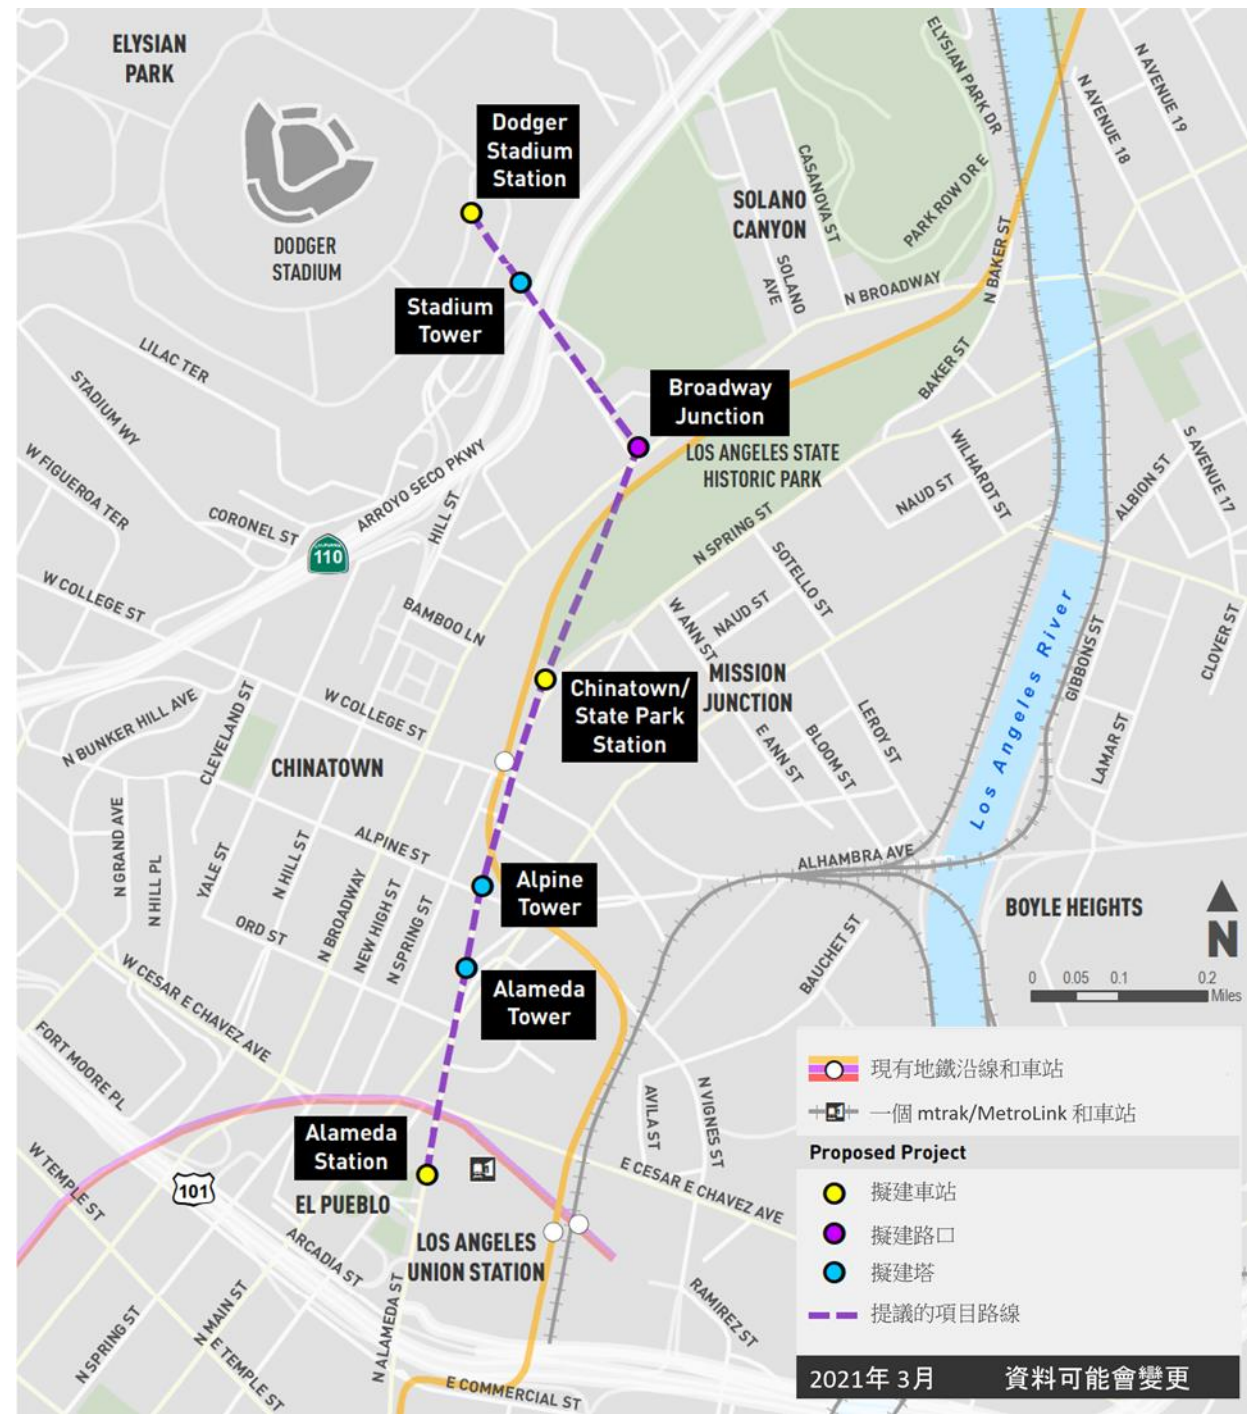 ELYSIAN
PARK
DODGER
STADIUM
Dodger
Stadium
Station
Stadium
Tower
SOLANO
CANYON
CASANOVA ST
SOLANO
AVE
ELYSIAN PARK DR
PARK ROW DR E
N BROADWAY
N BAKER ST
BAKER ST
N AVENUE 19
N AVENUE 18
S AVENUE 17
ALBION ST
CLOVER ST
GIBBONS ST
LAMAR ST
Los Angeles River
LILAC TER
STADIUM WY
W FIGUEROA TER
CORONEL ST
ARROYO SECO PKWY
CALIFORNIA
110
HILL ST
W COLLEGE ST
BAMBOO LN
Broadway
Junction
LOS ANGELES STATE
HISTORIC PARK
N SPRING ST
WILHARDT ST
NAUD ST
SOTELLO ST
NAUD ST
W ANN ST
MISSION
JUNCTION
Chinatown/
State Park
Station
E ANN ST
BLOOM ST
LEROY ST
N BUNKER HILL AVE
CLEVELAND ST
W COLLEGE ST
CHINATOWN
N GRAND AVE
N HILL PL
YALE ST
N HILL ST
ALPINE ST
ORD ST
N BROADWAY
NEW HIGH ST
N SPRING ST
Alpine
Tower
Alameda
Tower
ALHAMBRA AVE
BAUCHET ST
BOYLE HEIGHTS
N
0 0.05 0.1 0.2
Miles
W CESAR E CHAVEZ AVE
FORT MOORE PL
W TEMPLE ST
101
Alameda
Station
EL PUEBLO
LOS ANGELES
UNION STATION
AVILA ST
N VIGNES ST
E CESAR E CHAVEZ AVE
ARCADIA ST
N SPRING ST
N MAIN ST
E TEMPLE ST
N ALAMEDA ST
E COMMERCIAL ST
RAMIREZ ST
現有地鐵沿線和車站
一個 mtrak/MetroLink 和車站
Proposed Project
擬建車站
擬建路口
擬建塔
提議的項目路線
2021年 3月 資料可能會變更